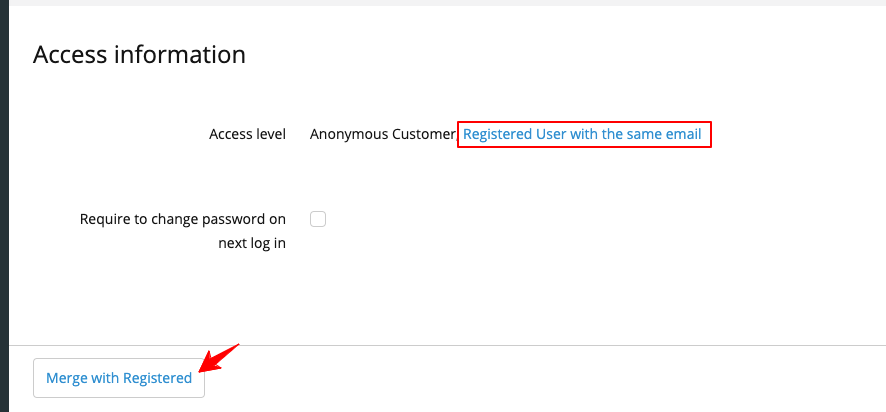 Access information
Access level Anonymous Customer, Registered User with the same email
Require to change password on
next log in
Merge with Registered